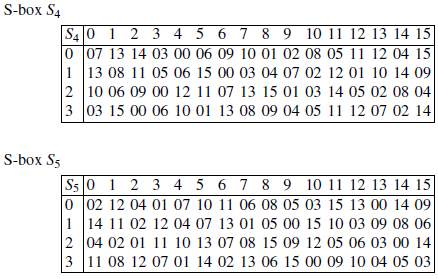 S-box S4
S4 0 1 2 3 4 5 6 7 8 9 10 11 12 13 14 15
0 07 13 14 03 00 06 09 10 01 02 08 05 11 12 04 15
1 13 08 11 05 06 15 00 03 04 07 02 12 01 10 14 09
2 10 06 09 00 12 11 07 13 15 01 03 14 05 02 08 04
3 03 15 00 06 10 01 13 08 09 04 05 11 12 07 02 14
S-box S5
S5 0 1 2 3 4 5 6 7 8 9 10 11 12 13 14 15
0 02 12 04 01 07 10 11 06 08 05 03 15 13 00 14 09
1 14 11 02 12 04 07 13 01 05 00 15 10 03 09 08 06
2 04 02 01 11 10 13 07 08 15 09 12 05 06 03 00 14
3 11 08 12 07 01 14 02 13 06 15 00 09 10 04 05 03